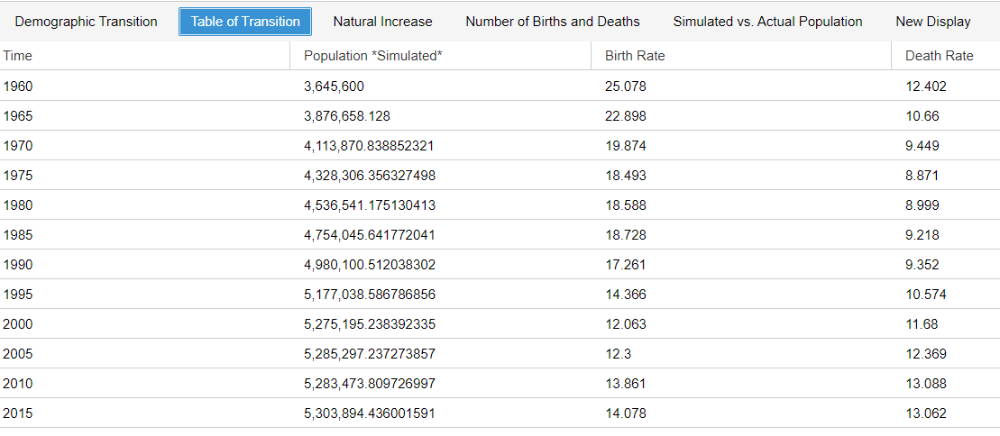 Demographic Transition Table of Transition Natural Increase Number of Births and Deaths Simulated vs. Actual Population New Display
Time Population *Simulated* Birth Rate Death Rate
1960 3,645,600 25.078 12.402
1965 3,876,658.128 22.898 10.66
1970 4,113,870.838852321 19.874 9.449
1975 4,328,306.356327498 18.493 8.871
1980 4,536,541.175130413 18.588 8.999
1985 4,754,045.641772041 18.728 9.218
1990 4,980,100.512038302 17.261 9.352
1995 5,177,038.586786856 14.366 10.574
2000 5,275,195.238392335 12.063 11.68
2005 5,285,297.237273857 12.3 12.369
2010 5,283,473.809726997 13.861 13.088
2015 5,303,894.436001591 14.078 13.062